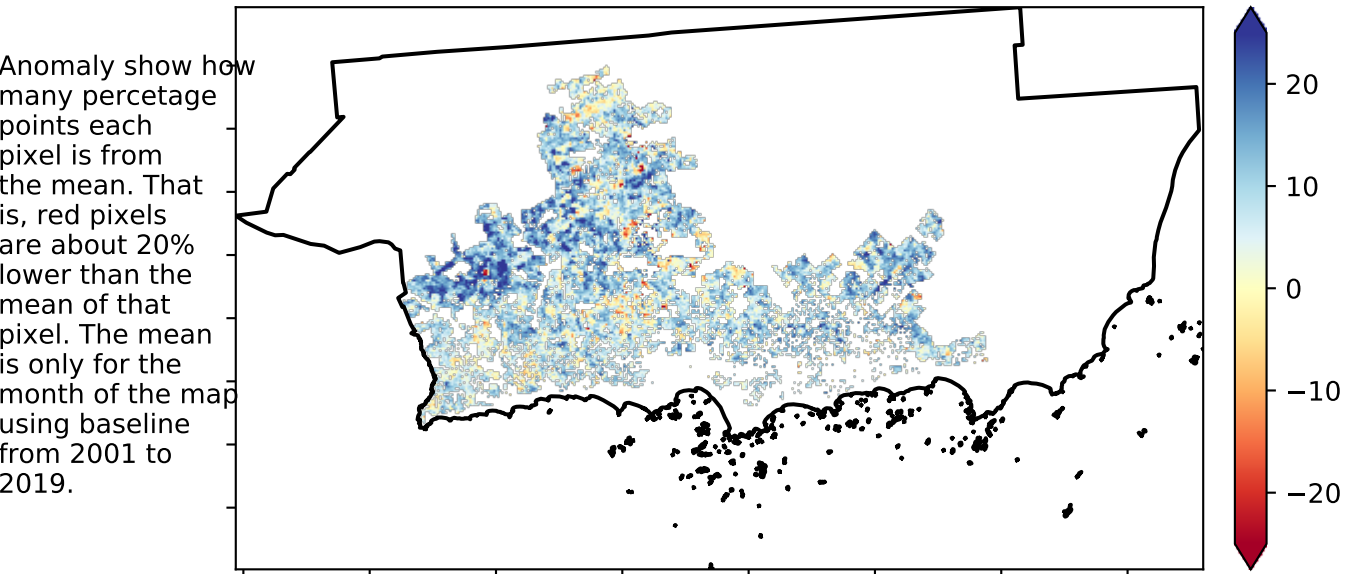 Anomaly show how
many percetage
points each
pixel is from
the mean. That
is, red pixels
are about 20%
lower than the
mean of that
pixel. The mean
is only for the
month of the map
using baseline
from 2001 to
2019.
20
10
0
−10
−20